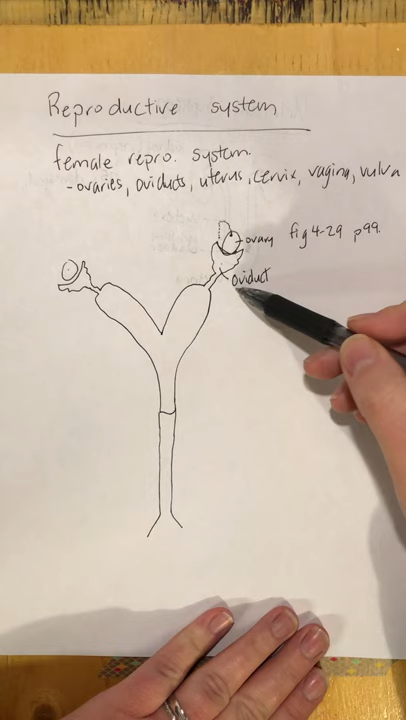 Reproductive system
female repro. system.
- ovaries, oviducts, uterus, cervix, vagina, vulva
ovary fig 4-29 p99.
oviduct